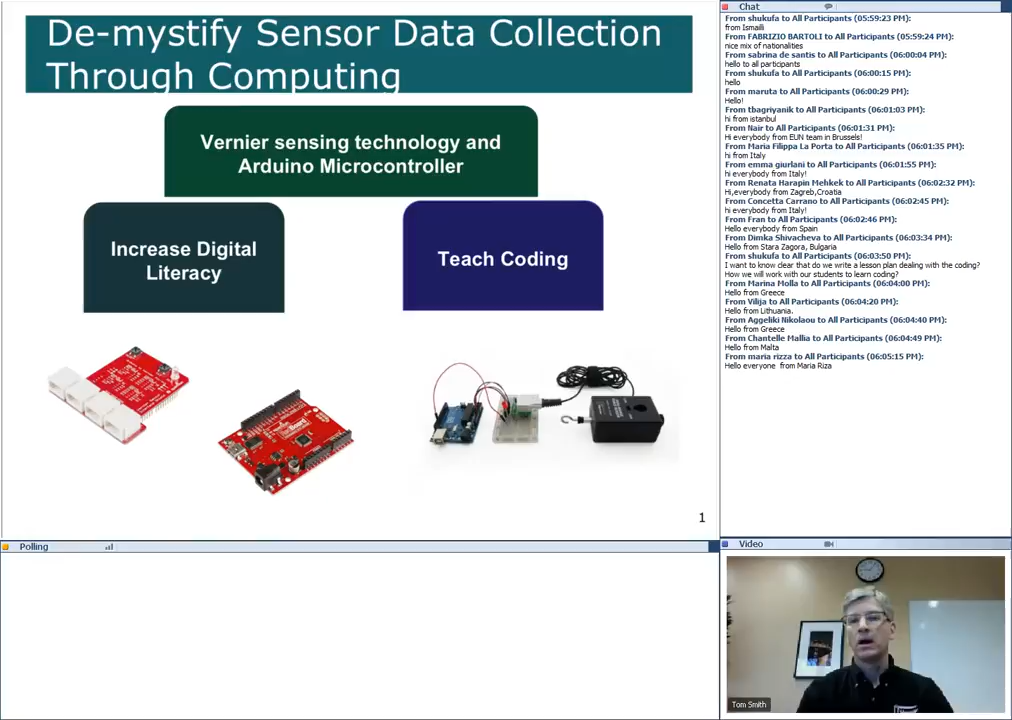 De-mystify Sensor Data Collection
Through Computing
Vernier sensing technology and
Arduino Microcontroller
Increase Digital
Literacy
Teach Coding
1
Chat
From shukufa to All Participants (05:59:23 PM):
from Ismailli
From FABRIZIO BARTOLI to All Participants (05:59:24 PM):
nice mix of nationalities
From sabrina de santis to All Participants (06:00:04 PM):
hello to all participants
From shukufa to All Participants (06:00:15 PM):
hello
From maruta to All Participants (06:00:29 PM):
Hello!
From tbagriyanik to All Participants (06:01:03 PM):
hi from istanbul
From Nair to All Participants (06:01:31 PM):
Hi everybody from EUN team in Brussels!
From Maria Filippa La Porta to All Participants (06:01:35 PM):
hi from Italy
From emma giurlani to All Participants (06:01:55 PM):
hi everybody from Italy!
From Renata Harapin Mehkek to All Participants (06:02:32 PM):
Hi,everybody from Zagreb,Croatia
From Concetta Carrano to All Participants (06:02:45 PM):
hi everybody from Italy!
From Fran to All Participants (06:02:46 PM):
Hello everybody from Spain
From Dimka Shivacheva to All Participants (06:03:34 PM):
Hello from Stara Zagora, Bulgaria
From shukufa to All Participants (06:03:50 PM):
I want to know clear that do we write a lesson plan dealing with the coding?
How we will work with our students to learn coding?
From Marina Molla to All Participants (06:04:00 PM):
Hello from Greece
From Vilija to All Participants (06:04:20 PM):
Hello from Lithuania.
From Aggeliki Nikolaou to All Participants (06:04:40 PM):
Hello from Greece
From Chantelle Mallia to All Participants (06:04:49 PM):
Hello from Malta
From maria rizza to All Participants (06:05:15 PM):
Hello everyone from Maria Riza
Polling
Video
Tom Smith